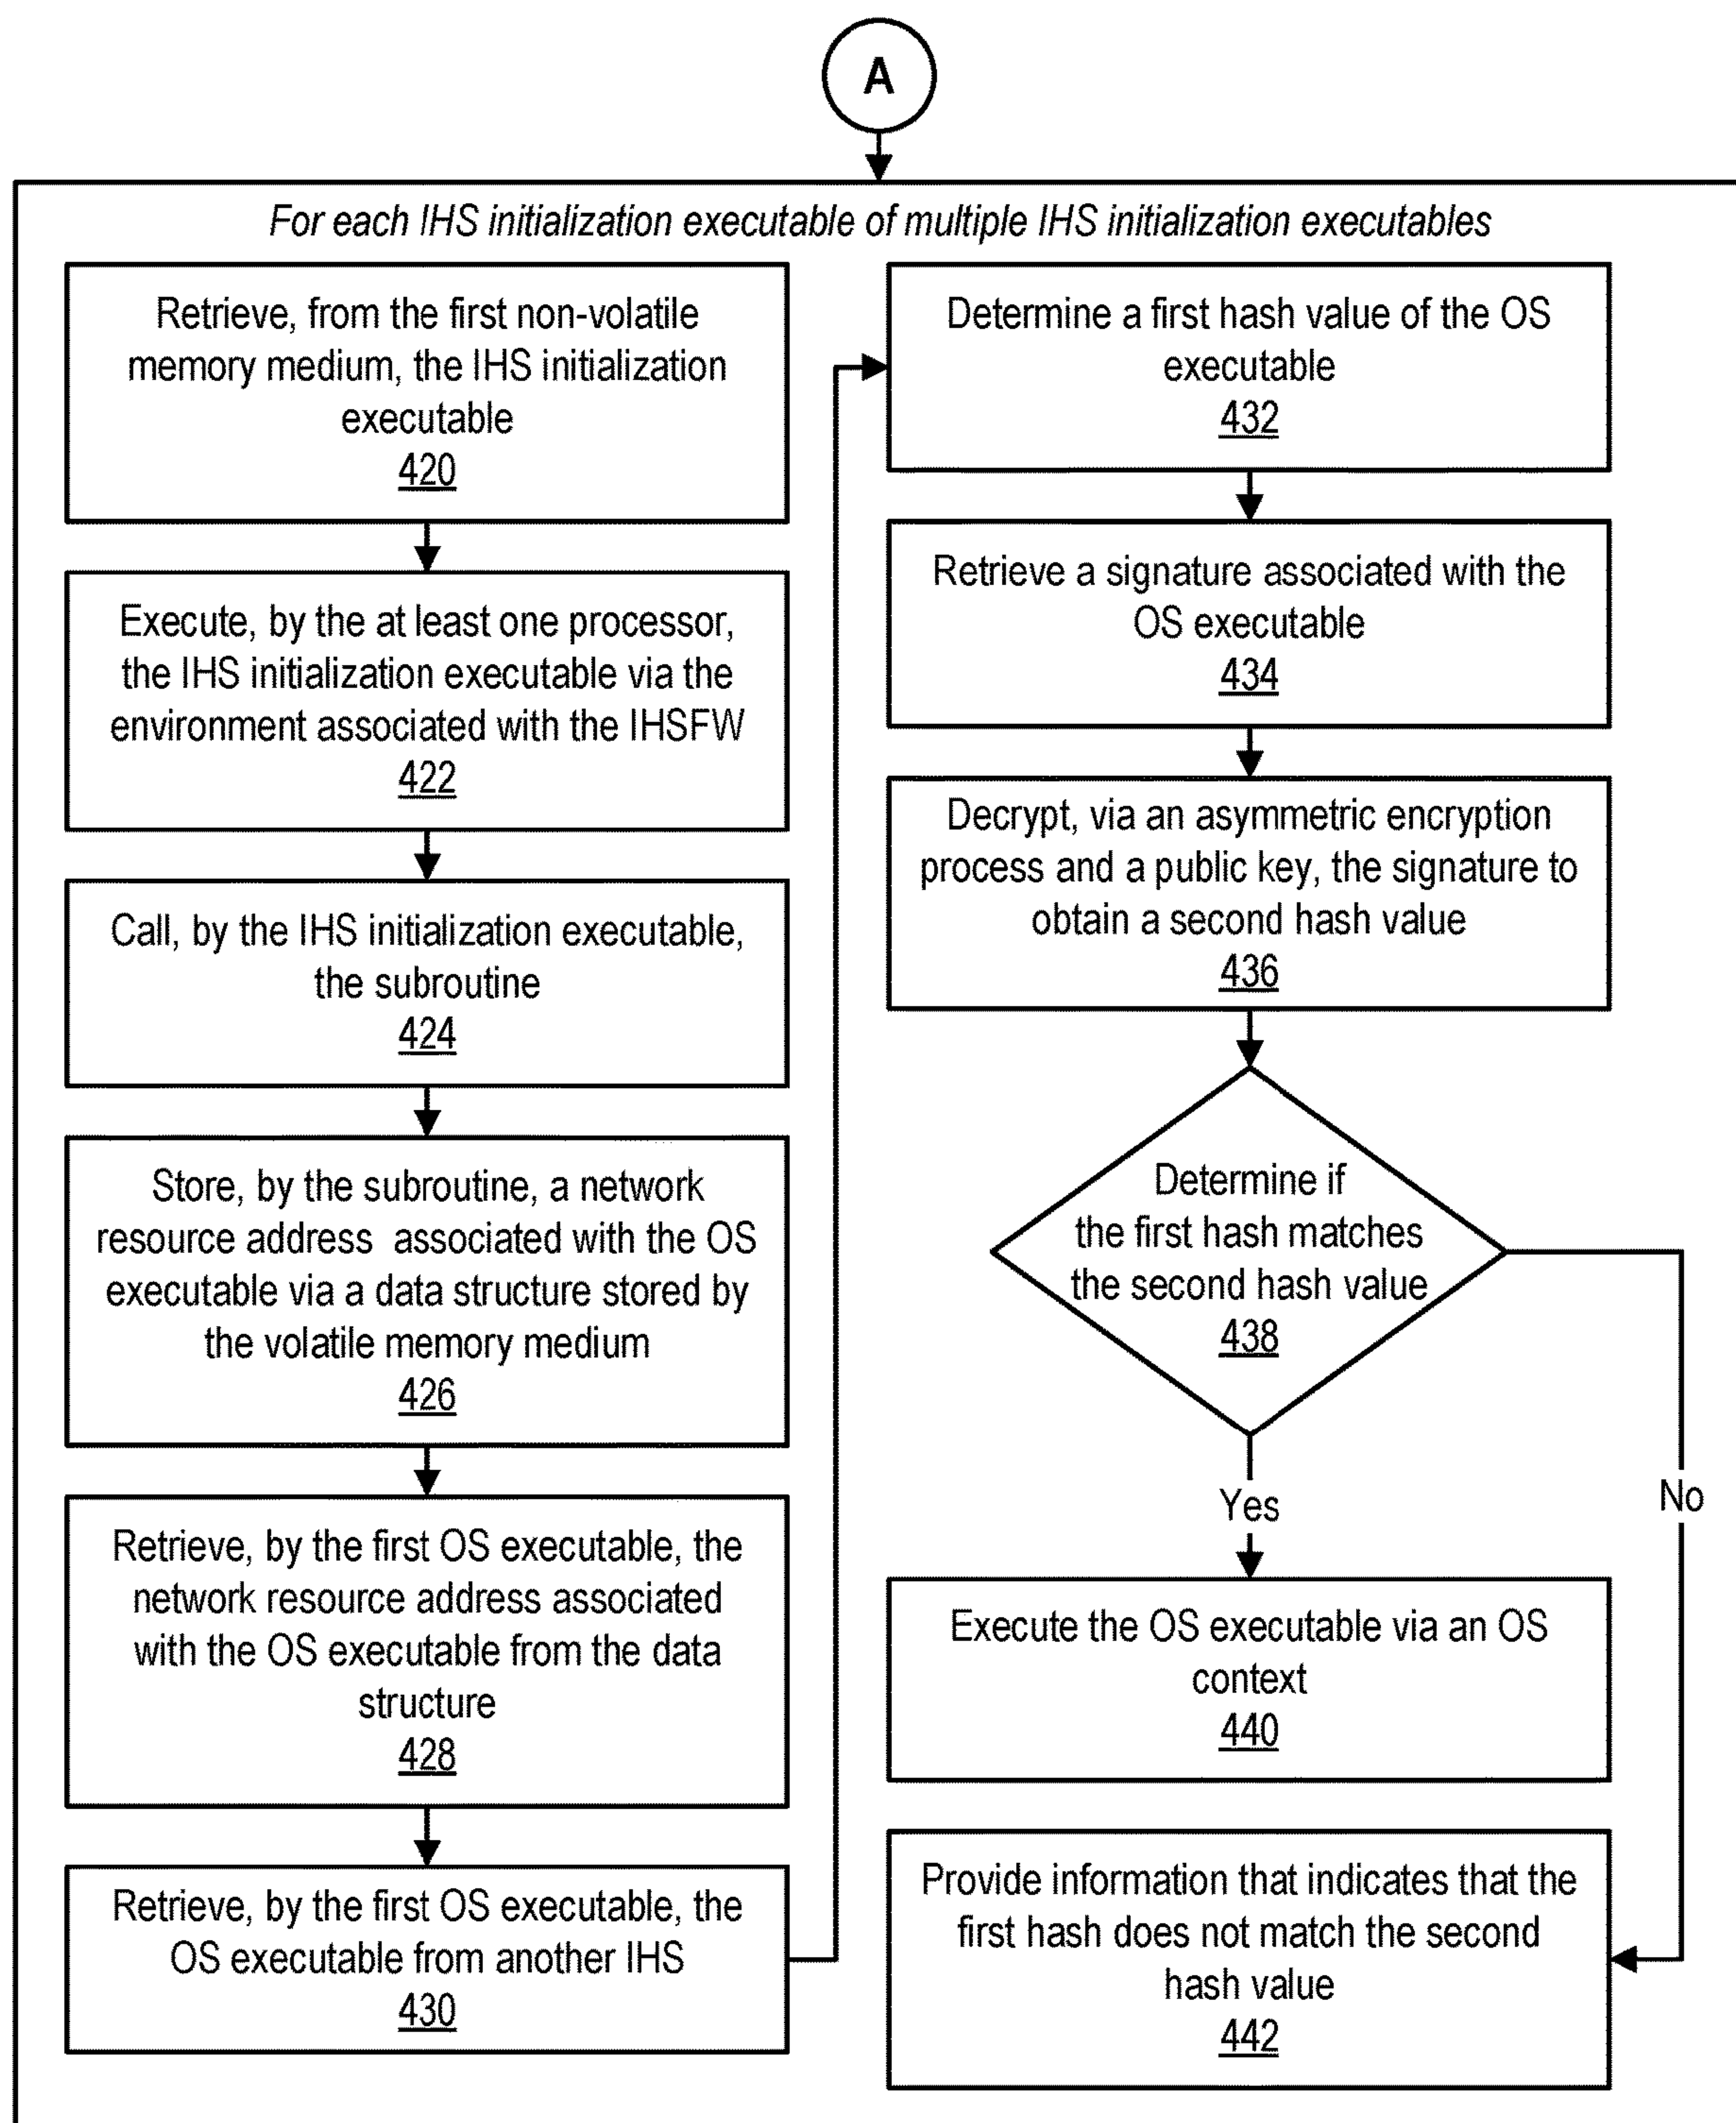 A
For each IHS initialization executable of multiple IHS initialization executables
Retrieve, from the first non-volatile
memory medium, the IHS initialization
executable
420
Execute, by the at least one processor,
the IHS initialization executable via the
environment associated with the IHSFW
422
Call, by the IHS initialization executable,
the subroutine
424
Store, by the subroutine, a network
resource address associated with the OS
executable via a data structure stored by
the volatile memory medium
426
Retrieve, by the first OS executable, the
network resource address associated
with the OS executable from the data
structure
428
Retrieve, by the first OS executable, the
OS executable from another IHS
430
Determine a first hash value of the OS
executable
432
Retrieve a signature associated with the
OS executable
434
Decrypt, via an asymmetric encryption
process and a public key, the signature to
obtain a second hash value
436
Determine if
the first hash matches
the second hash value
438
Yes
No
Execute the OS executable via an OS
context
440
Provide information that indicates that the
first hash does not match the second
hash value
442